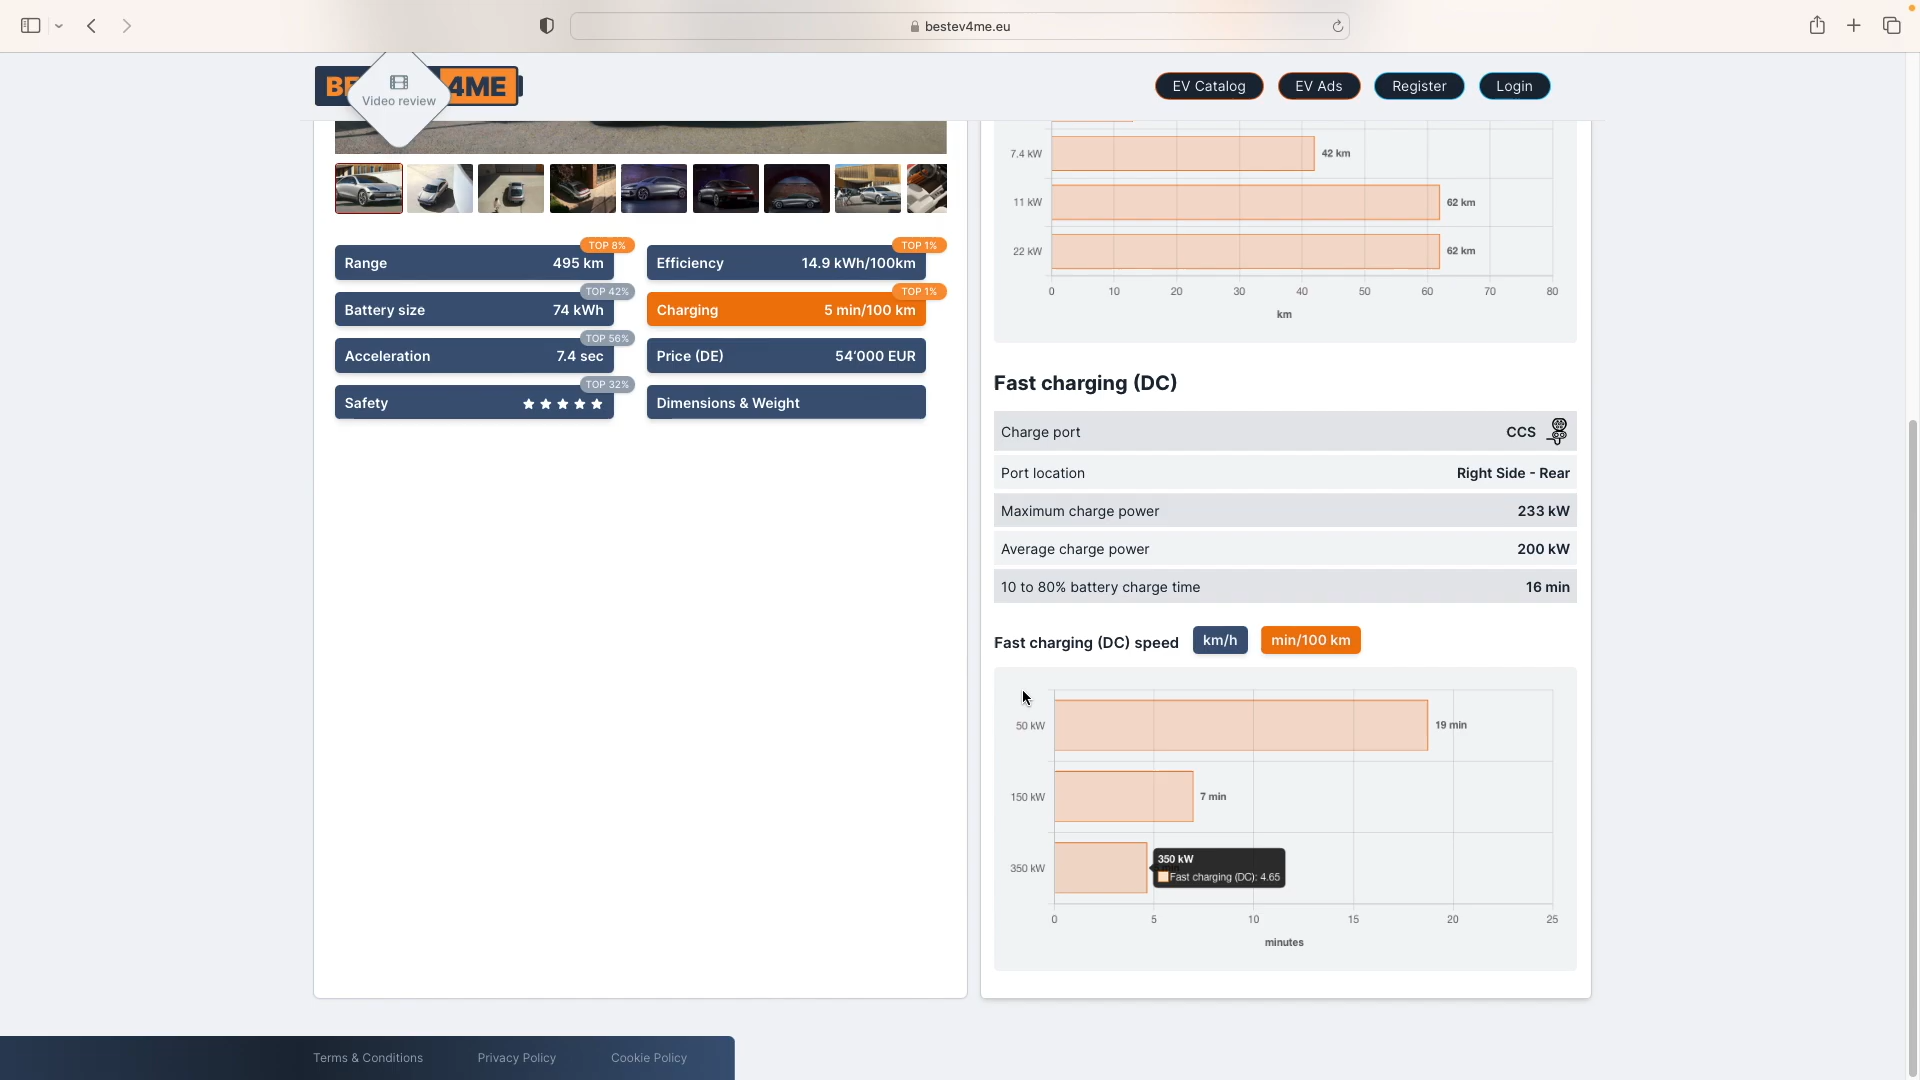 bestev4me.eu
BE 4ME
Video review
EV Catalog
EV Ads
Register
Login
TOP 8%
Range 495 km
TOP 1%
Efficiency 14.9 kWh/100km
TOP 42%
Battery size 74 kWh
TOP 1%
Charging 5 min/100 km
TOP 56%
Acceleration 7.4 sec
Price (DE) 54'000 EUR
TOP 32%
Safety ★ ★ ★ ★ ★
Dimensions & Weight
7.4 kW 42 km
11 kW 62 km
22 kW 62 km
0 10 20 30 40 50 60 70 80
km
Fast charging (DC)
Charge port CCS
Port location Right Side - Rear
Maximum charge power 233 kW
Average charge power 200 kW
10 to 80% battery charge time 16 min
Fast charging (DC) speed km/h min/100 km
50 kW 19 min
150 kW 7 min
350 kW
350 kW
Fast charging (DC): 4.65
0 5 10 15 20 25
minutes
Terms & Conditions
Privacy Policy
Cookie Policy